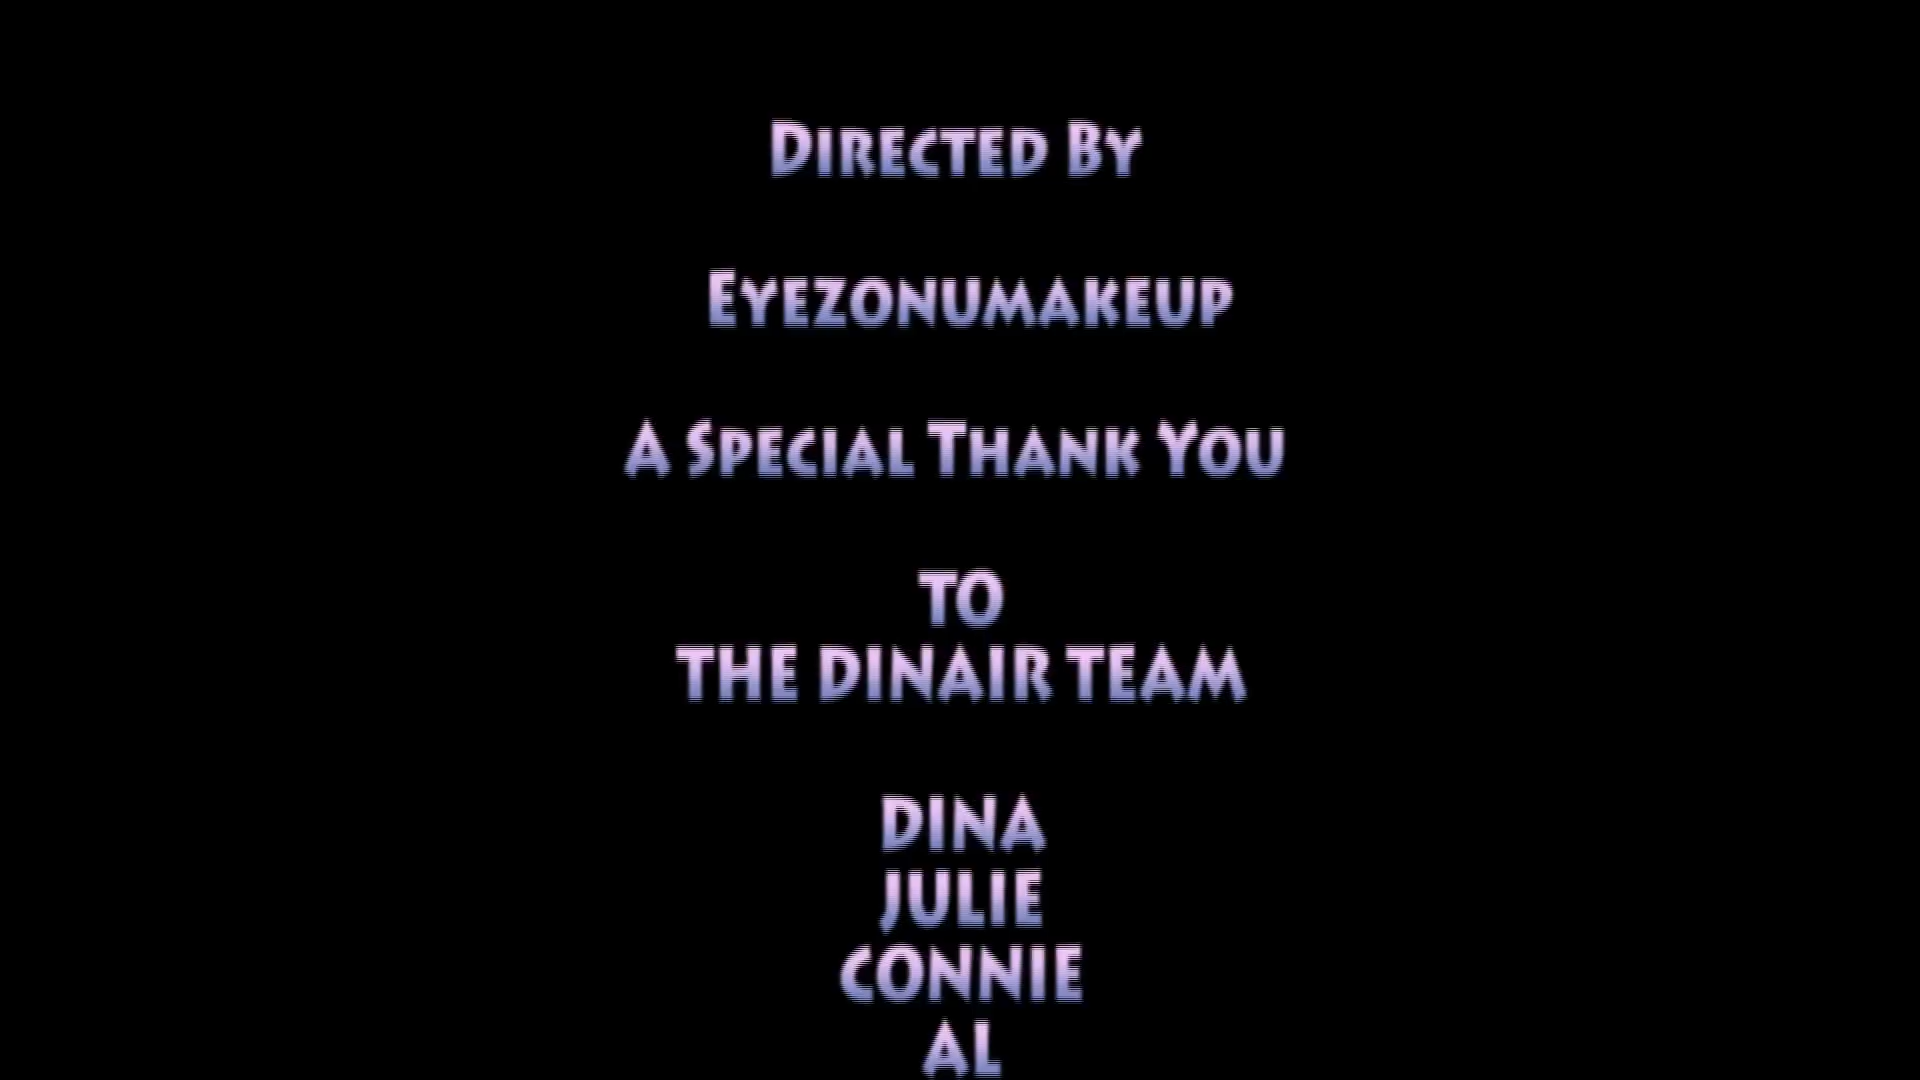 Directed By
Eyezonumakeup
A Special Thank You
TO
THE DINAIR TEAM
DINA
JULIE
CONNIE
AL